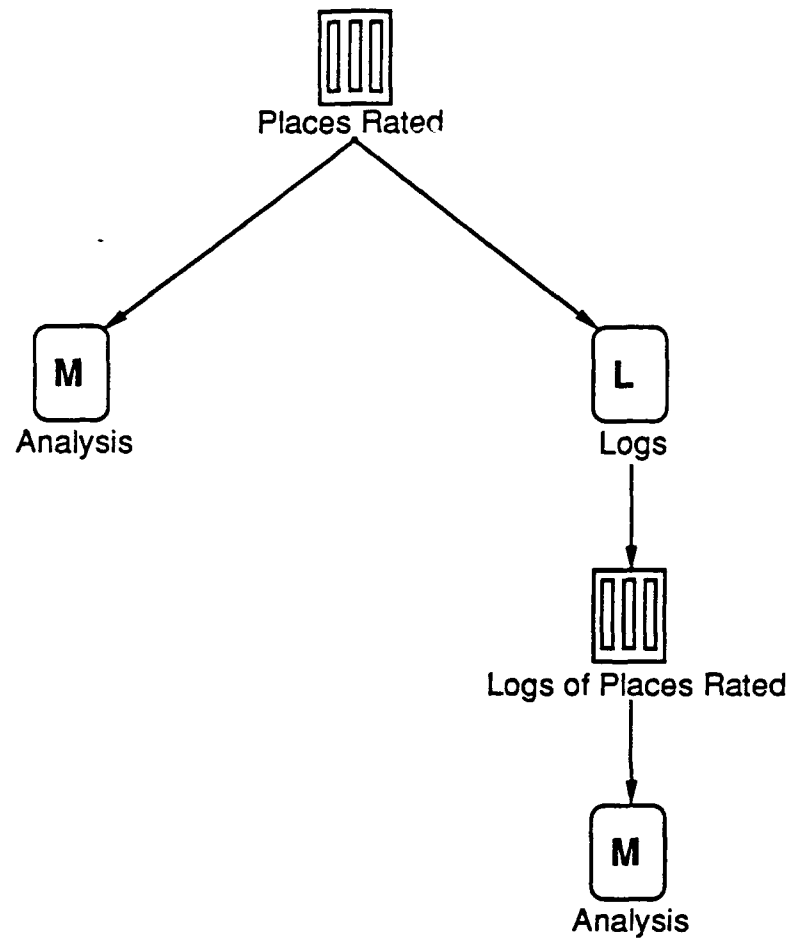 Places Rated
M
Analysis
L
Logs
Logs of Places Rated
M
Analysis